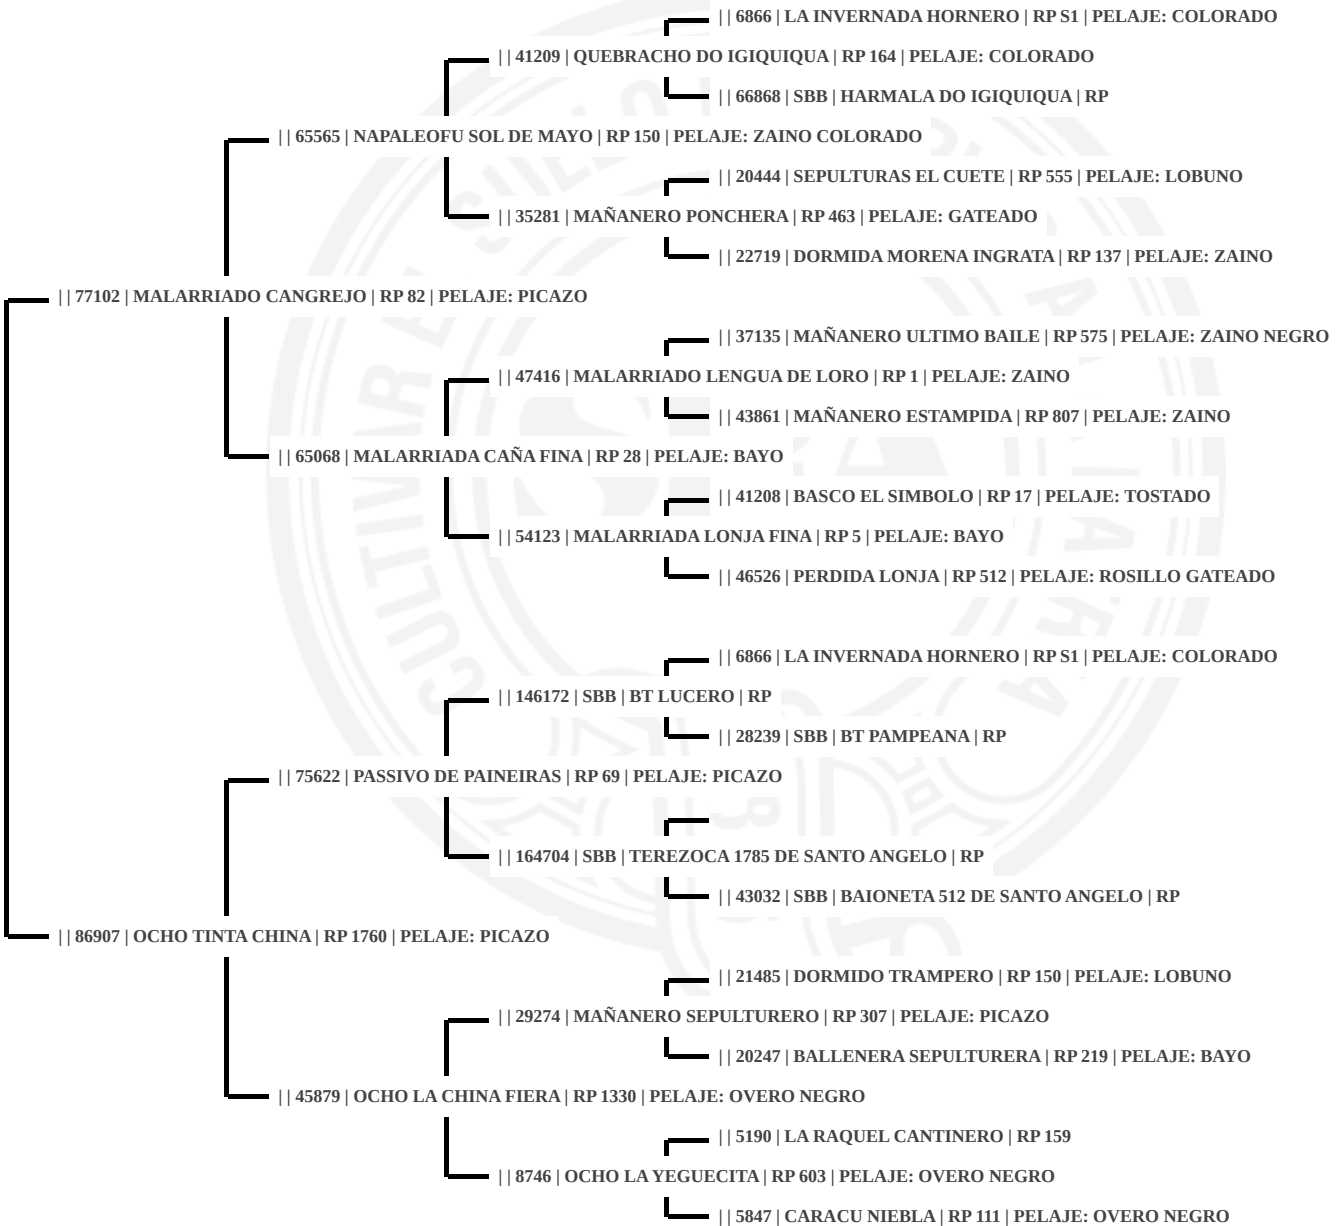 | | 6866 | LA INVERNADA HORNERO | RP S1 | PELAJE: COLORADO
| | 41209 | QUEBRACHO DO IGIQUIQUA | RP 164 | PELAJE: COLORADO
| | 66868 | SBB | HARMALA DO IGIQUIQUA | RP
| | 65565 | NAPALEOFU SOL DE MAYO | RP 150 | PELAJE: ZAINO COLORADO
| | 20444 | SEPULTURAS EL CUETE | RP 555 | PELAJE: LOBUNO
| | 35281 | MAÑANERO PONCHERA | RP 463 | PELAJE: GATEADO
| | 22719 | DORMIDA MORENA INGRATA | RP 137 | PELAJE: ZAINO
| | 77102 | MALARRIADO CANGREJO | RP 82 | PELAJE: PICAZO
| | 37135 | MAÑANERO ULTIMO BAILE | RP 575 | PELAJE: ZAINO NEGRO
| | 47416 | MALARRIADO LENGUA DE LORO | RP 1 | PELAJE: ZAINO
| | 43861 | MAÑANERO ESTAMPIDA | RP 807 | PELAJE: ZAINO
| | 65068 | MALARRIADA CAÑA FINA | RP 28 | PELAJE: BAYO
| | 41208 | BASCO EL SIMBOLO | RP 17 | PELAJE: TOSTADO
| | 54123 | MALARRIADA LONJA FINA | RP 5 | PELAJE: BAYO
| | 46526 | PERDIDA LONJA | RP 512 | PELAJE: ROSILLO GATEADO
| | 6866 | LA INVERNADA HORNERO | RP S1 | PELAJE: COLORADO
| | 146172 | SBB | BT LUCERO | RP
| | 28239 | SBB | BT PAMPEANA | RP
| | 75622 | PASSIVO DE PAINEIRAS | RP 69 | PELAJE: PICAZO
| | 164704 | SBB | TEREZOCA 1785 DE SANTO ANGELO | RP
| | 43032 | SBB | BAIONETA 512 DE SANTO ANGELO | RP
| | 86907 | OCHO TINTA CHINA | RP 1760 | PELAJE: PICAZO
| | 21485 | DORMIDO TRAMPERO | RP 150 | PELAJE: LOBUNO
| | 29274 | MAÑANERO SEPULTURERO | RP 307 | PELAJE: PICAZO
| | 20247 | BALLENERA SEPULTURERA | RP 219 | PELAJE: BAYO
| | 45879 | OCHO LA CHINA FIERA | RP 1330 | PELAJE: OVERO NEGRO
| | 5190 | LA RAQUEL CANTINERO | RP 159
| | 8746 | OCHO LA YEGUECITA | RP 603 | PELAJE: OVERO NEGRO
| | 5847 | CARACU NIEBLA | RP 111 | PELAJE: OVERO NEGRO